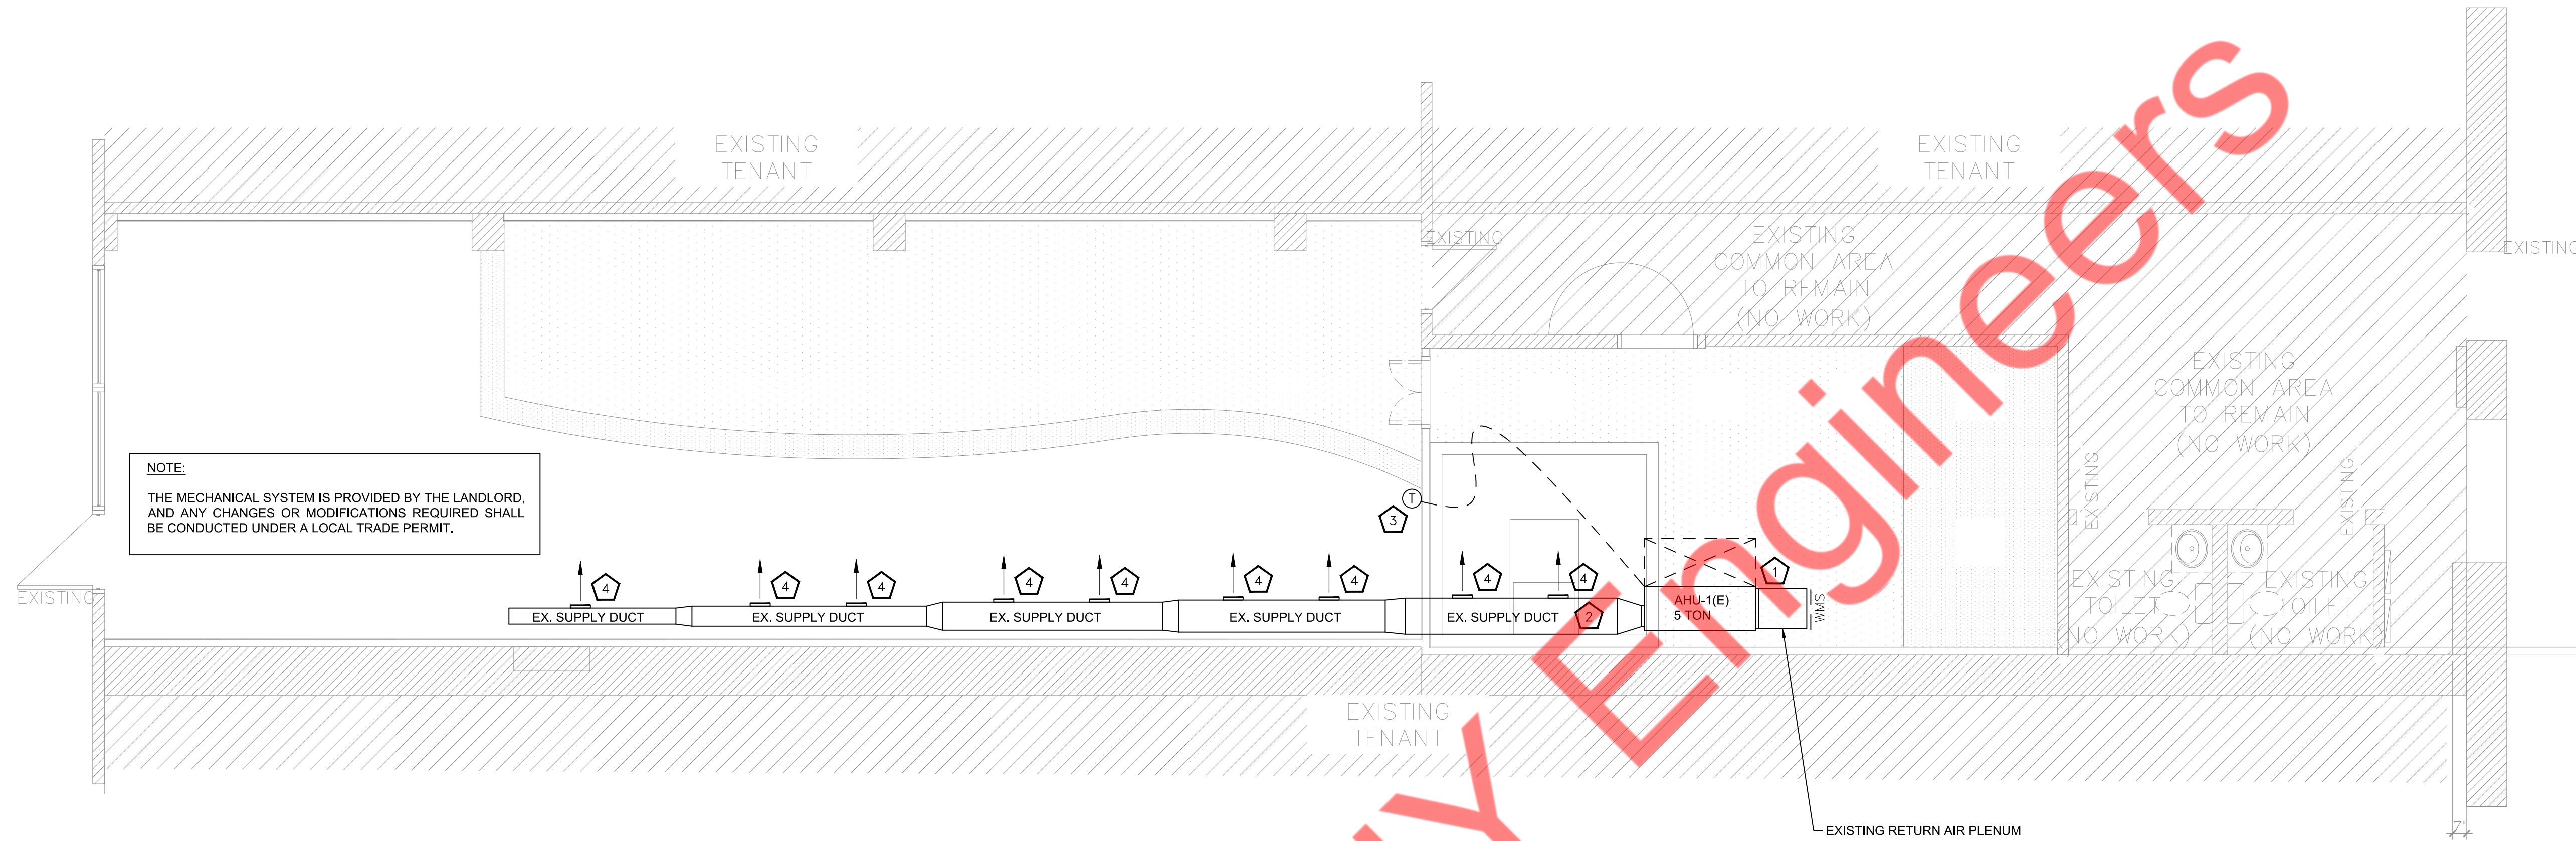 EXISTING
TENANT
EXISTING
TENANT
EXISTING
EXISTING
COMMON AREA
TO REMAIN
(NO WORK)
EXISTING
EXISTING
COMMON AREA
TO REMAIN
(NO WORK)
EXISTING
EXISTING
NOTE:
THE MECHANICAL SYSTEM IS PROVIDED BY THE LANDLORD,
AND ANY CHANGES OR MODIFICATIONS REQUIRED SHALL
BE CONDUCTED UNDER A LOCAL TRADE PERMIT.
T
3
EXISTING
4
4
4
4
4
4
4
4
4
1
EX. SUPPLY DUCT
EX. SUPPLY DUCT
EX. SUPPLY DUCT
EX. SUPPLY DUCT
EX. SUPPLY DUCT
2
AHU-1(E)
5 TON
WMS
EXISTING
TOILET
(NO WORK)
EXISTING
TOILET
(NO WORK)
EXISTING
TENANT
EXISTING RETURN AIR PLENUM
7"
Y Engineers